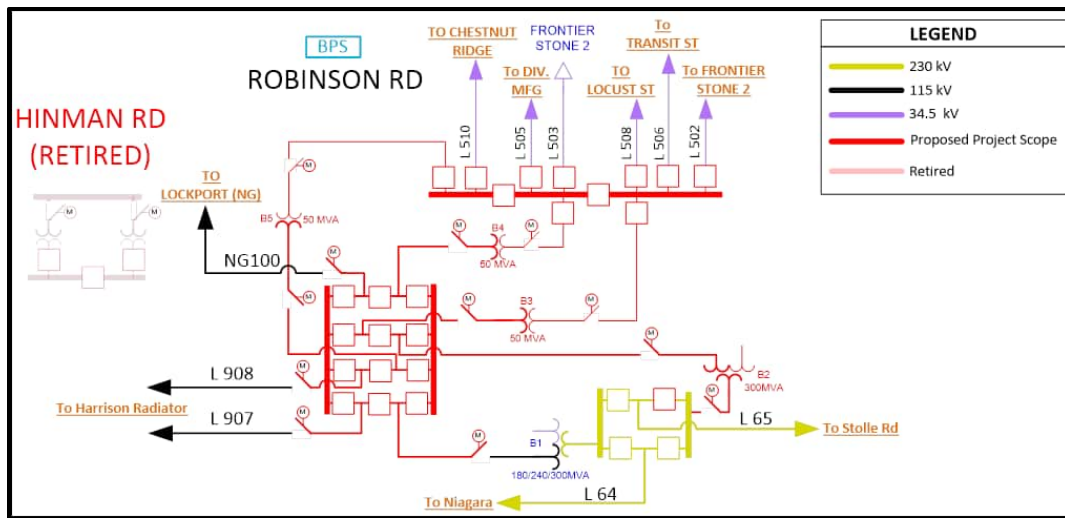 BPS
ROBINSON RD
HINMAN RD
(RETIRED)
TO CHESTNUT
RIDGE
FRONTIER
STONE 2
To
TRANSIT ST
To DIV.
MFG
TO
LOCUST ST
To FRONTIER
STONE 2
L 510
L 505
L 503
L 508
L 506
L 502
LEGEND
230 kV
115 kV
34.5 kV
Proposed Project Scope
Retired
TO
LOCKPORT (NG)
M
M
M
B5
50 MVA
NG100
M
M
B4
M
50 MVA
M
M
B3
M
50 MVA
M
B2
300MVA
M
L 908
M
To Harrison Radiator
L 907
M
M
B1
180/240/300MVA
L 65
To Stolle Rd
L 64
To Niagara